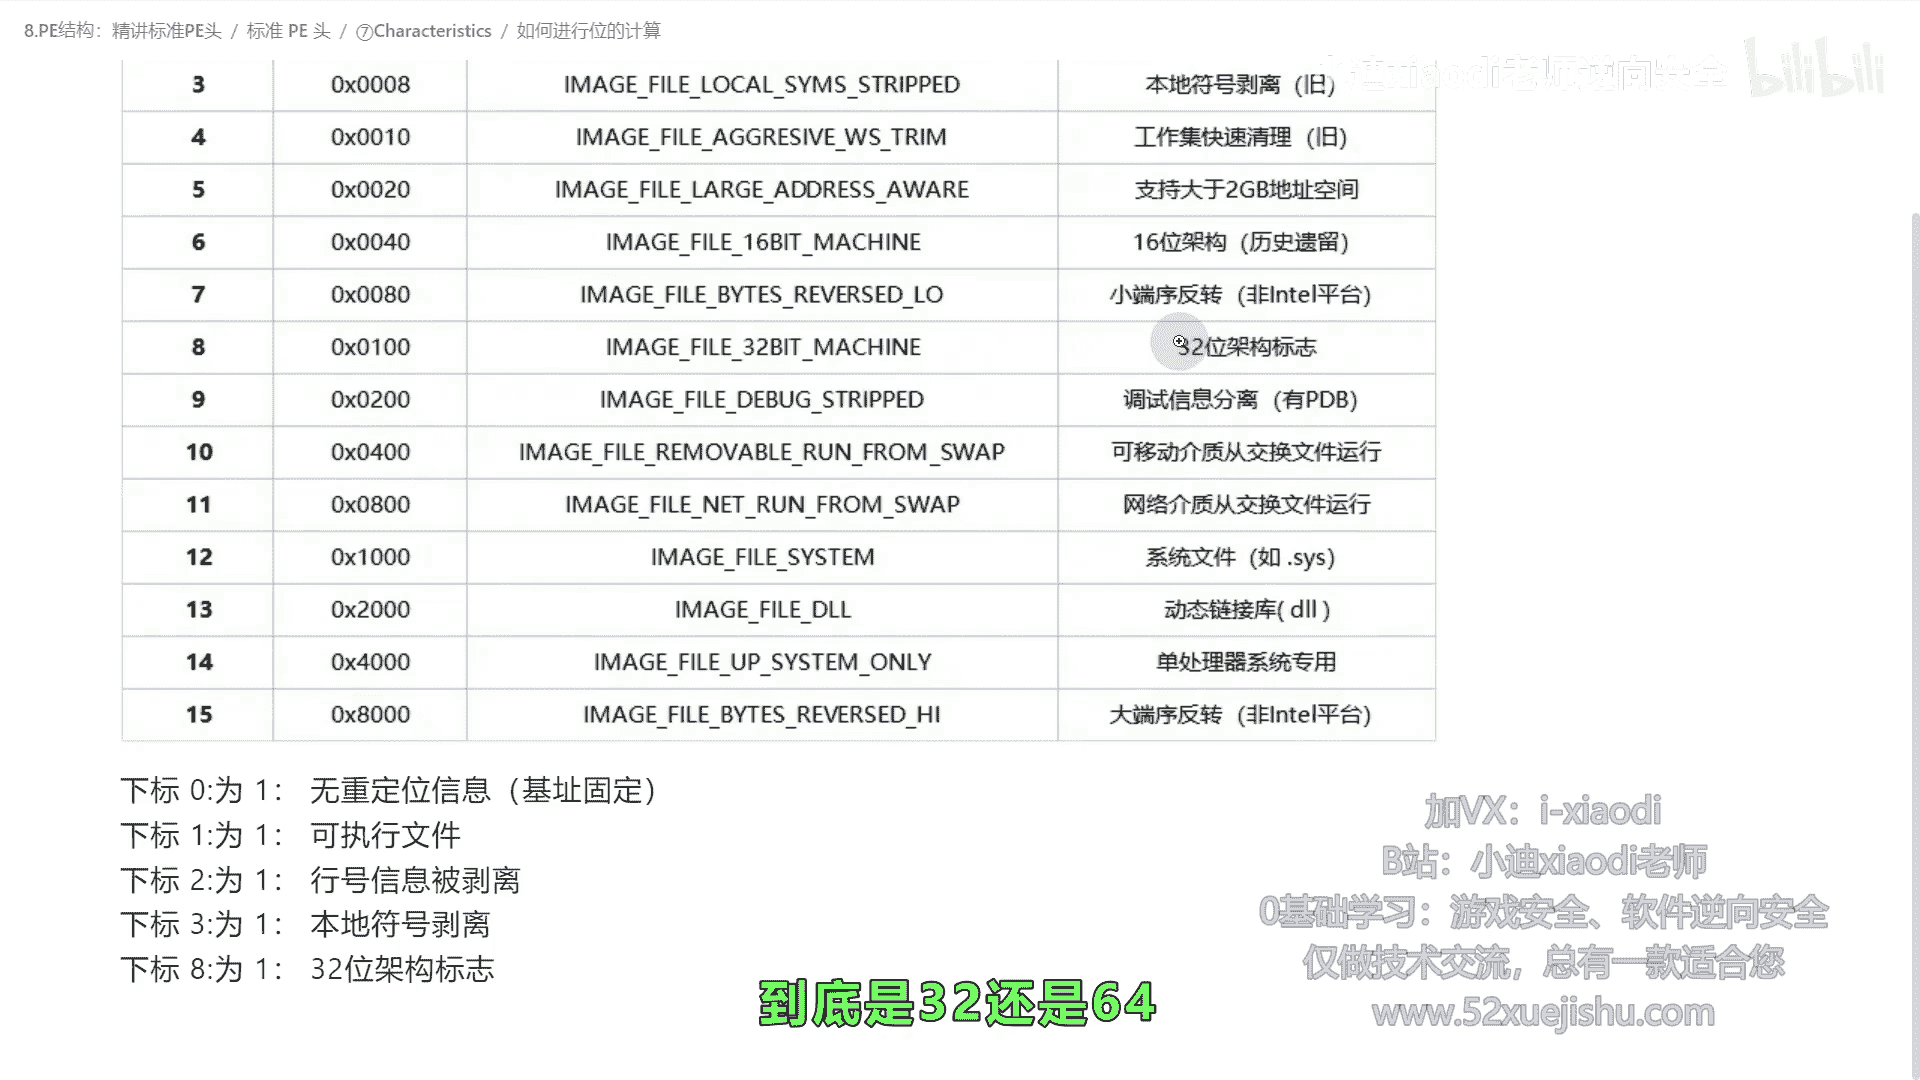 8.PE结构：精讲标准PE头 / 标准 PE 头 / ⑦Characteristics / 如何进行位的计算
xiaodi老师逆向安全 bilibili
3 0x0008 IMAGE_FILE_LOCAL_SYMS_STRIPPED 本地符号剥离（旧）
4 0x0010 IMAGE_FILE_AGGRESIVE_WS_TRIM 工作集快速清理（旧）
5 0x0020 IMAGE_FILE_LARGE_ADDRESS_AWARE 支持大于2GB地址空间
6 0x0040 IMAGE_FILE_16BIT_MACHINE 16位架构（历史遗留）
7 0x0080 IMAGE_FILE_BYTES_REVERSED_LO 小端序反转（非Intel平台）
8 0x0100 IMAGE_FILE_32BIT_MACHINE 32位架构标志
9 0x0200 IMAGE_FILE_DEBUG_STRIPPED 调试信息分离（有PDB）
10 0x0400 IMAGE_FILE_REMOVABLE_RUN_FROM_SWAP 可移动介质从交换文件运行
11 0x0800 IMAGE_FILE_NET_RUN_FROM_SWAP 网络介质从交换文件运行
12 0x1000 IMAGE_FILE_SYSTEM 系统文件（如 .sys）
13 0x2000 IMAGE_FILE_DLL 动态链接库( dll )
14 0x4000 IMAGE_FILE_UP_SYSTEM_ONLY 单处理器系统专用
15 0x8000 IMAGE_FILE_BYTES_REVERSED_HI 大端序反转（非Intel平台）
下标 0:为 1： 无重定位信息（基址固定）
下标 1:为 1： 可执行文件
下标 2:为 1： 行号信息被剥离
下标 3:为 1： 本地符号剥离
下标 8:为 1： 32位架构标志
加VX：i-xiaodi
B站：小迪xiaodi老师
0基础学习：游戏安全、软件逆向安全
仅做技术交流，总有一款适合您
www.52xuejishu.com
到底是32还是64